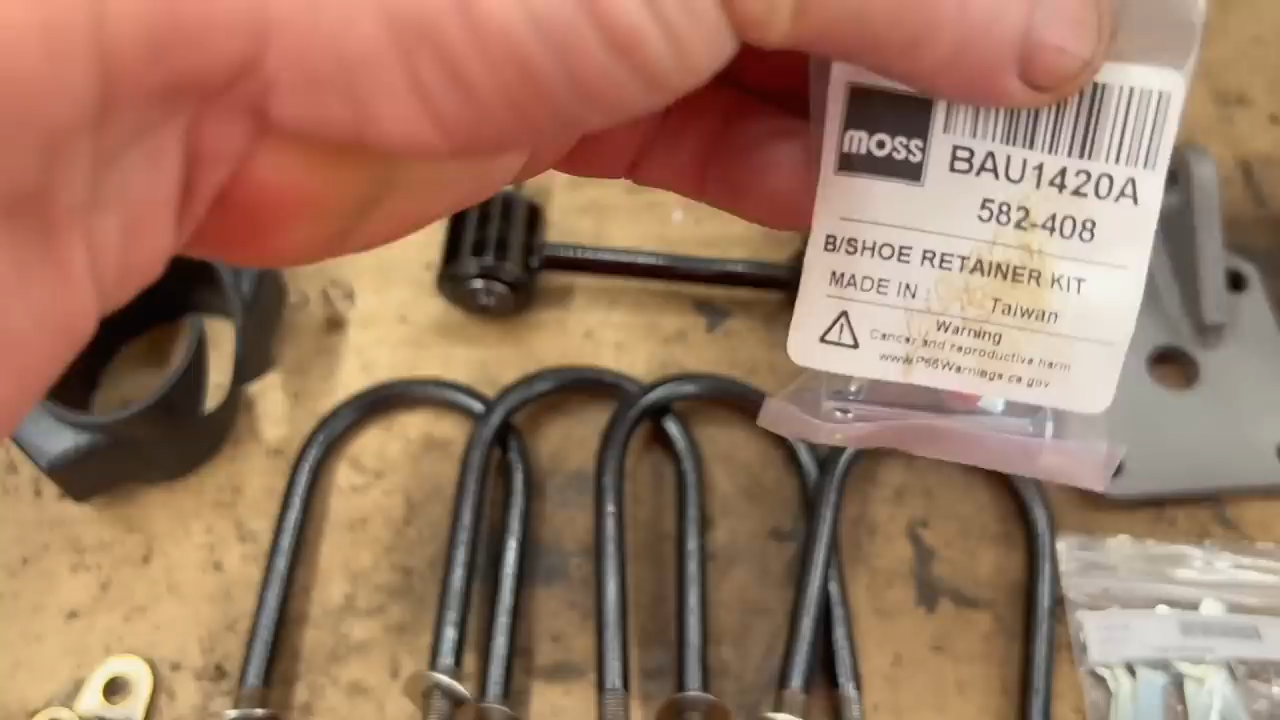 moss
BAU1420A
582-408
B/SHOE RETAINER KIT
MADE IN : Taiwan
Warning
Cancer and reproductive harm
www.P65Warnings.ca.gov